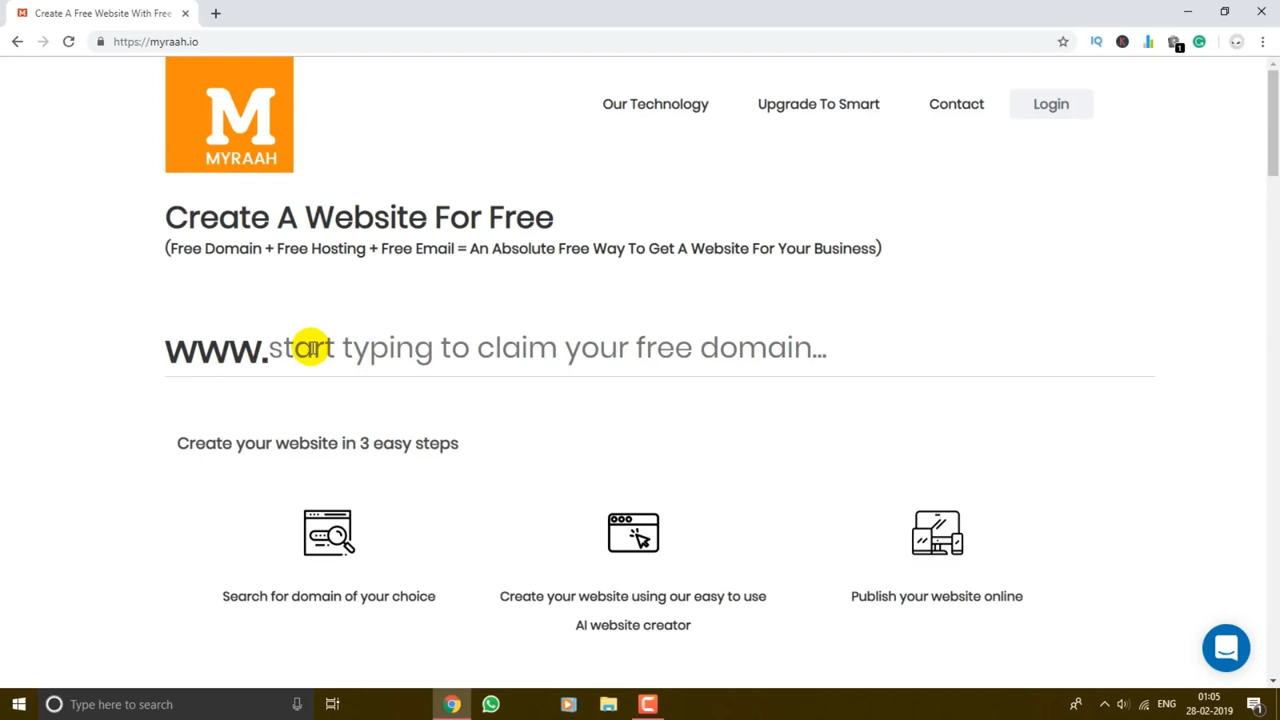 Create A Free Website With Free
https://myraah.io
1
M
MYRAAH
Our Technology
Upgrade To Smart
Contact
Login
Create A Website For Free
(Free Domain + Free Hosting + Free Email = An Absolute Free Way To Get A Website For Your Business)
www.start typing to claim your free domain...
Create your website in 3 easy steps
Search for domain of your choice
Create your website using our easy to use
AI website creator
Publish your website online
Type here to search
ENG
01:05
28-02-2019
1